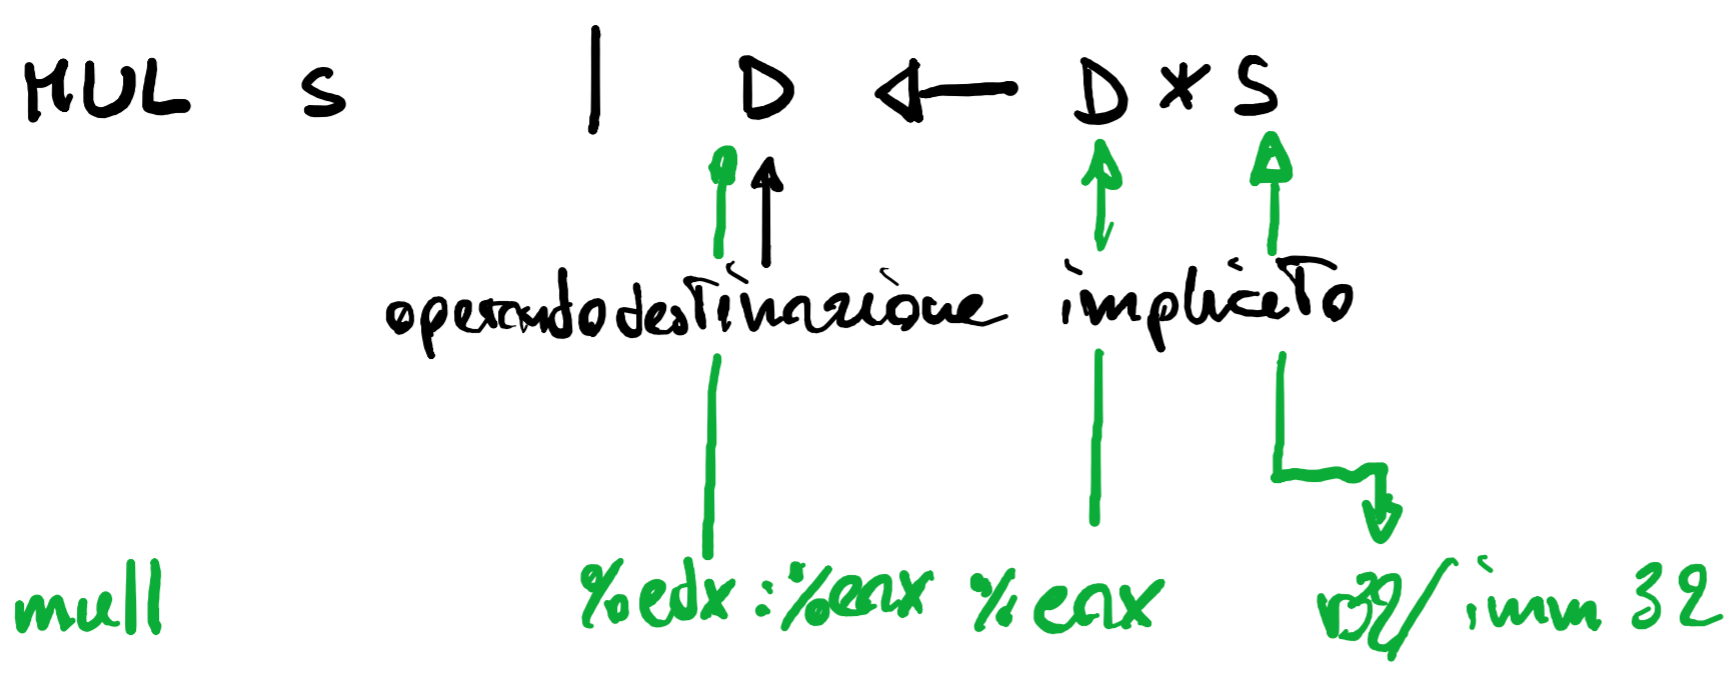 MUL S | D ← D * S
operando destinazione implicito
mull %edx:%eax %eax r32/imm 32